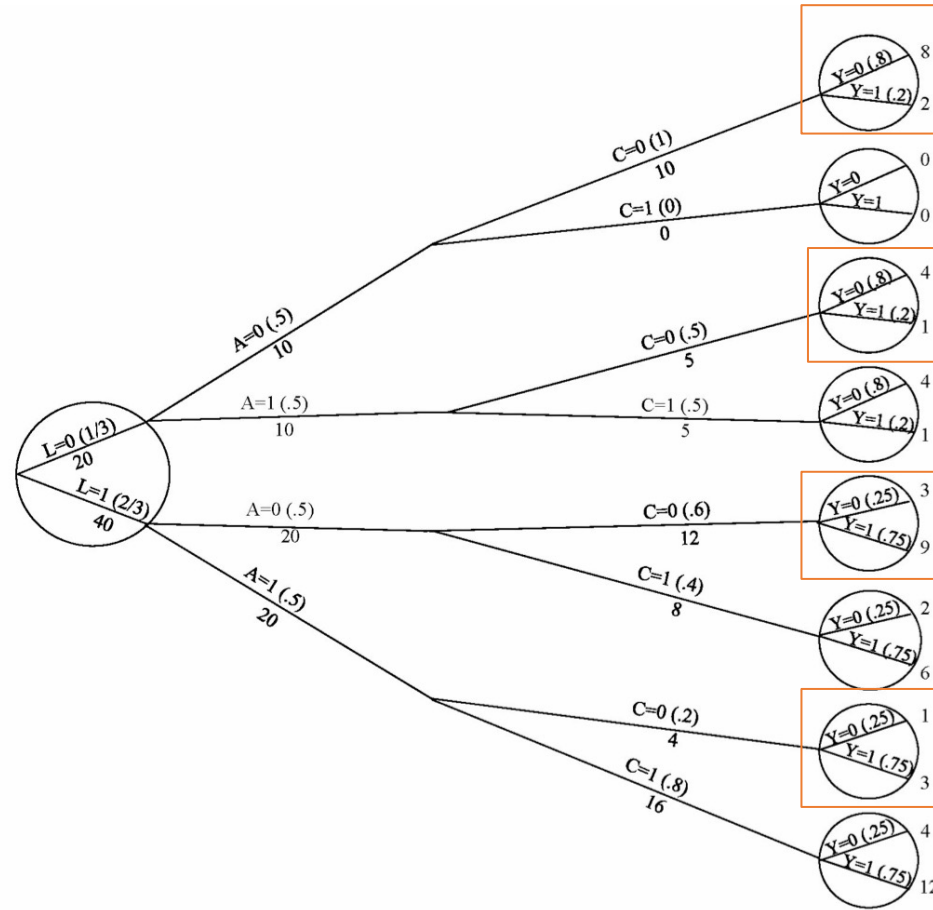 8
Y=0 (.8)
Y=1 (.2)
2
C=0 (1)
10
0
Y=0
Y=1
0
C=1 (0)
0
4
Y=0 (.8)
Y=1 (.2)
1
A=0 (.5)
10
C=0 (.5)
5
4
Y=0 (.8)
Y=1 (.2)
1
A=1 (.5)
10
C=1 (.5)
5
L=0 (1/3)
20
L=1 (2/3)
40
3
Y=0 (.25)
Y=1 (.75)
9
A=0 (.5)
20
C=0 (.6)
12
C=1 (.4)
8
A=1 (.5)
20
2
Y=0 (.25)
Y=1 (.75)
6
C=0 (.2)
4
1
Y=0 (.25)
Y=1 (.75)
3
C=1 (.8)
16
4
Y=0 (.25)
Y=1 (.75)
12